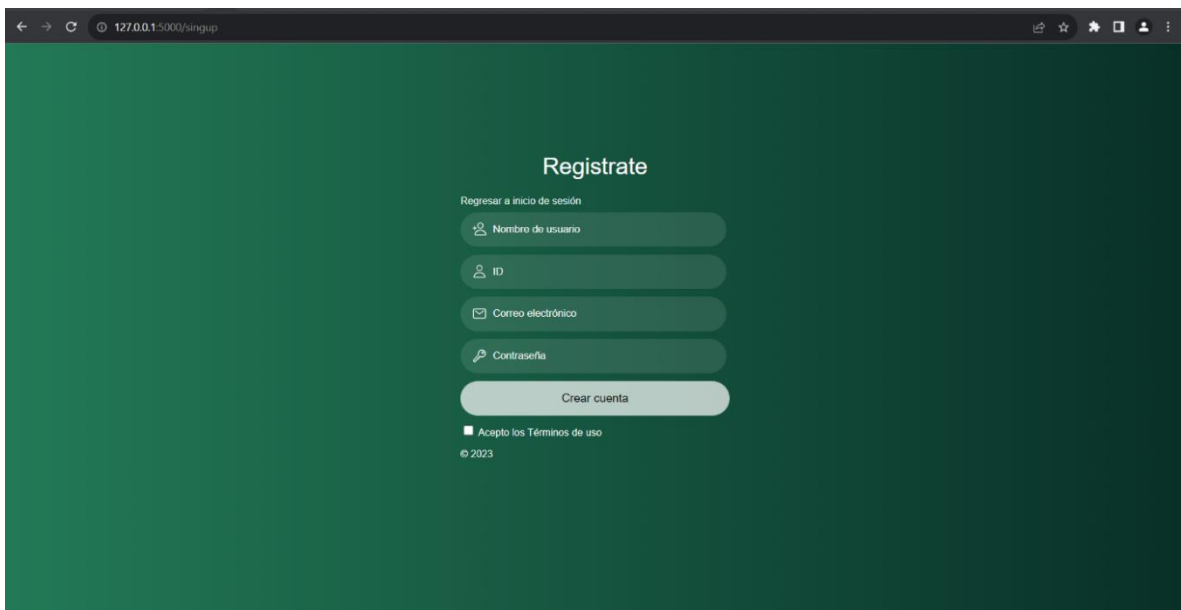 127.0.0.1:5000/singup
Registrate
Regresar a inicio de sesión
Nombre de usuario
ID
Correo electrónico
Contraseña
Crear cuenta
Acepto los Términos de uso
© 2023